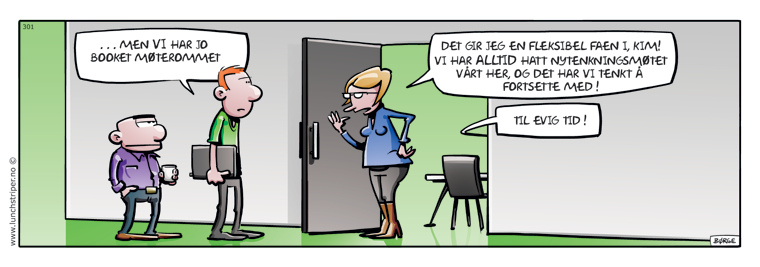 301
... MEN VI HAR JO
BOOKET MØTEROMMET
DET GIR JEG EN FLEKSIBEL FAEN I, KIM!
VI HAR ALLTID HATT NYTENKNINGSMØTET
VÅRT HER, OG DET HAR VI TENKT Å
FORTSETTE MED!
TIL EVIG TID!
www.lunchstriper.no ©
BØRGE